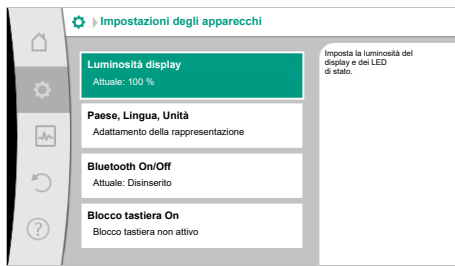 Impostazioni degli apparecchi
Luminosità display
Attuale: 100 %
Paese, Lingua, Unità
Adattamento della rappresentazione
Bluetooth On/Off
Attuale: Disinserito
Blocco tastiera On
Blocco tastiera non attivo
Imposta la luminosità del
display e dei LED
di stato.
?